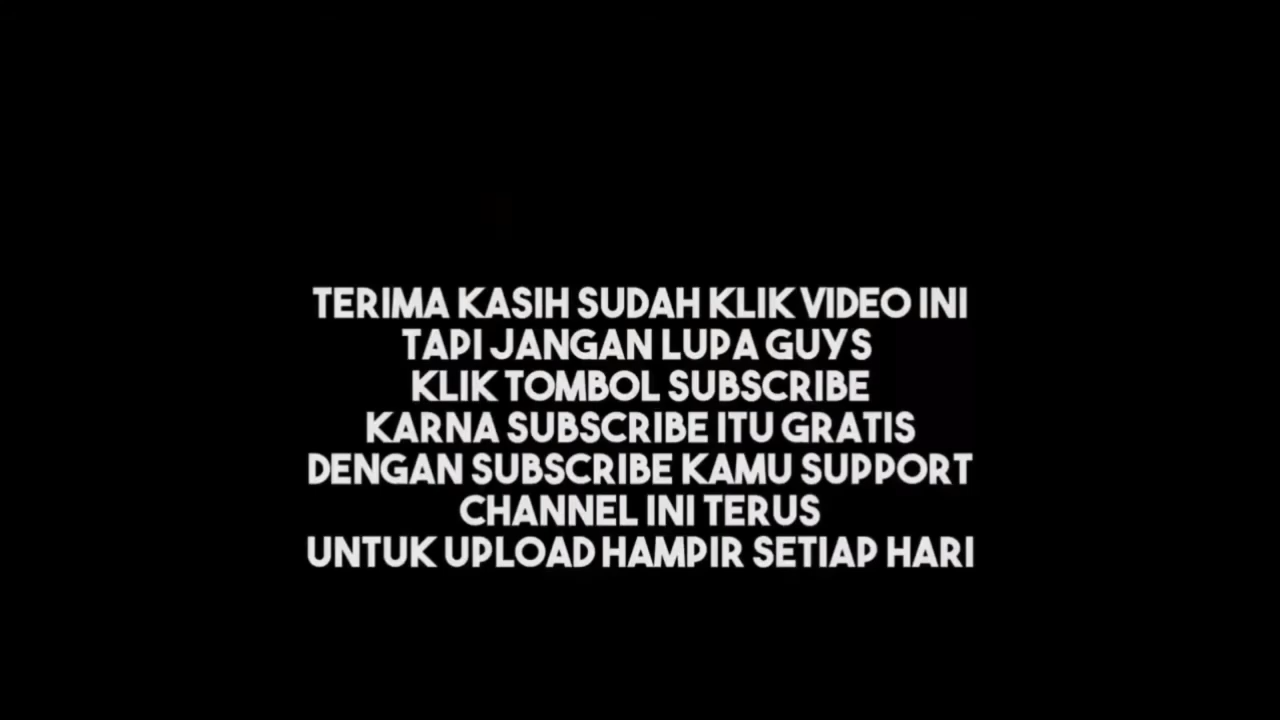 TERIMA KASIH SUDAH KLIK VIDEO INI
TAPI JANGAN LUPA GUYS
KLIK TOMBOL SUBSCRIBE
KARNA SUBSCRIBE ITU GRATIS
DENGAN SUBSCRIBE KAMU SUPPORT
CHANNEL INI TERUS
UNTUK UPLOAD HAMPIR SETIAP HARI